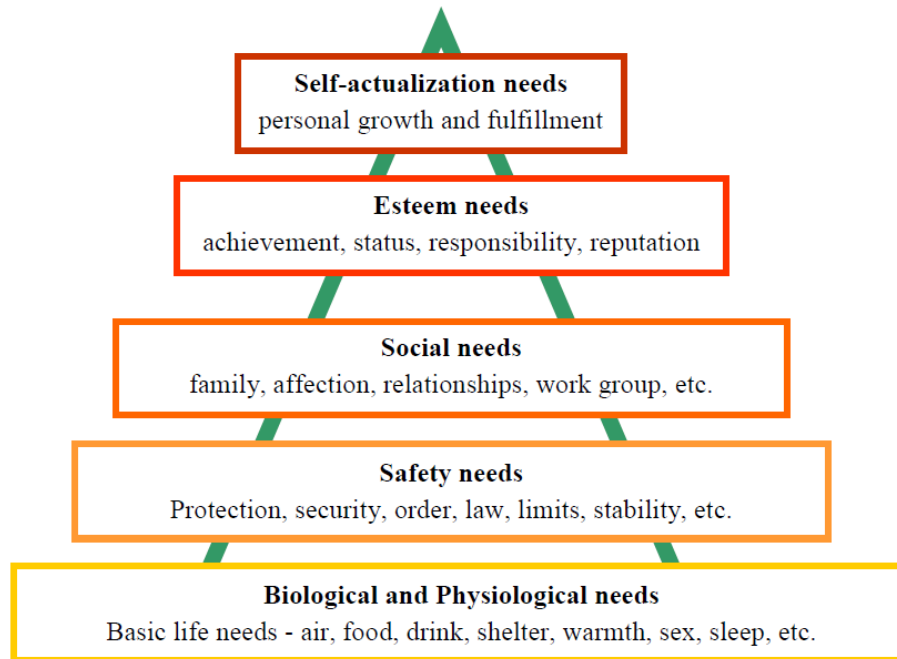 Self-actualization needs
personal growth and fulfillment
Esteem needs
achievement, status, responsibility, reputation
Social needs
family, affection, relationships, work group, etc.
Safety needs
Protection, security, order, law, limits, stability, etc.
Biological and Physiological needs
Basic life needs - air, food, drink, shelter, warmth, sex, sleep, etc.